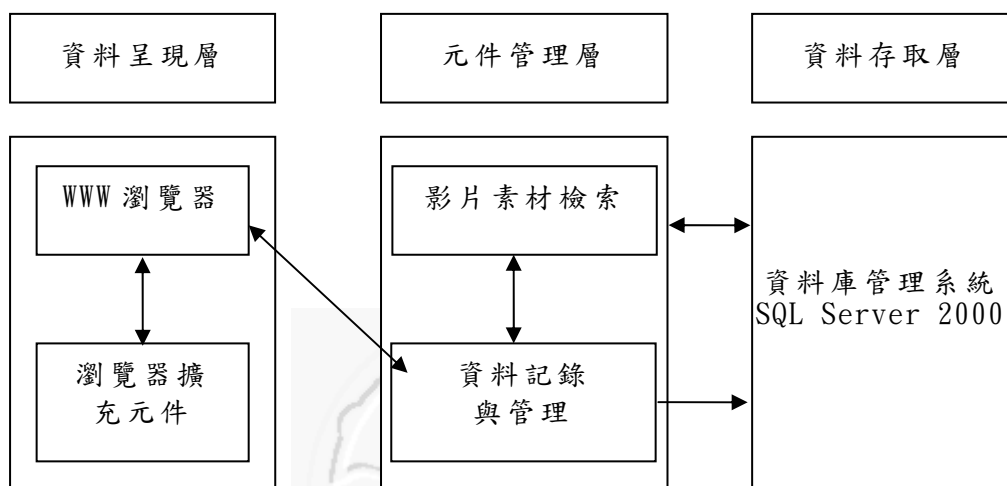 資料呈現層
元件管理層
資料存取層
WWW 瀏覽器
瀏覽器擴
充元件
影片素材檢索
資料記錄
與管理
資料庫管理系統
SQL Server 2000